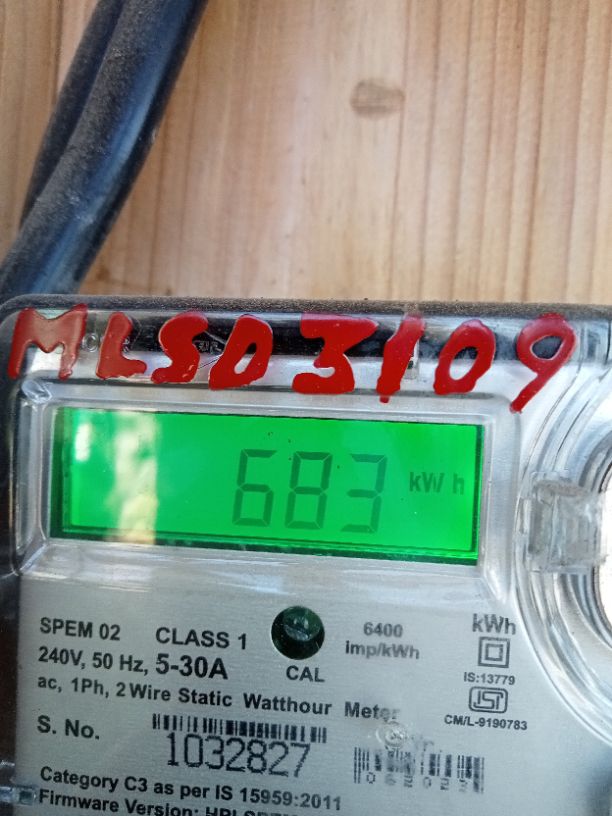 MLSD3109
683 kWh
SPEM 02 CLASS 1 6400 kWh
240V, 50 Hz, 5-30A CAL imp/kWh
IS:13779
ac, 1Ph, 2 Wire Static Watthour Meter
CM/L-9190783
S. No. 1032827
Category C3 as per IS 15959:2011
Firmware Version: